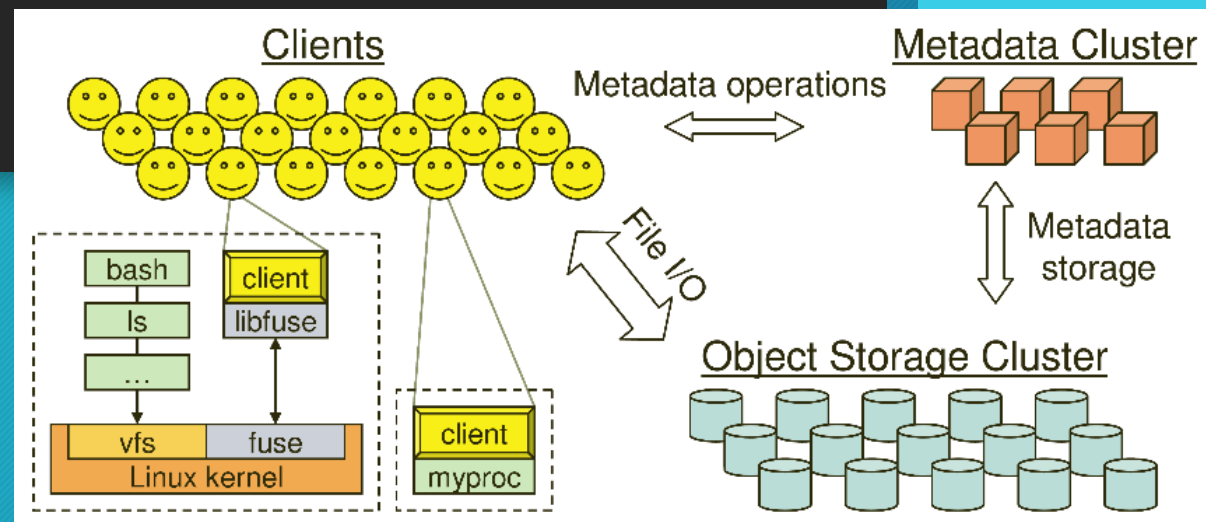 Clients
Metadata Cluster
Metadata operations
File I/O
Metadata
storage
bash
ls
...
client
libfuse
vfs
fuse
Linux kernel
client
myproc
Object Storage Cluster